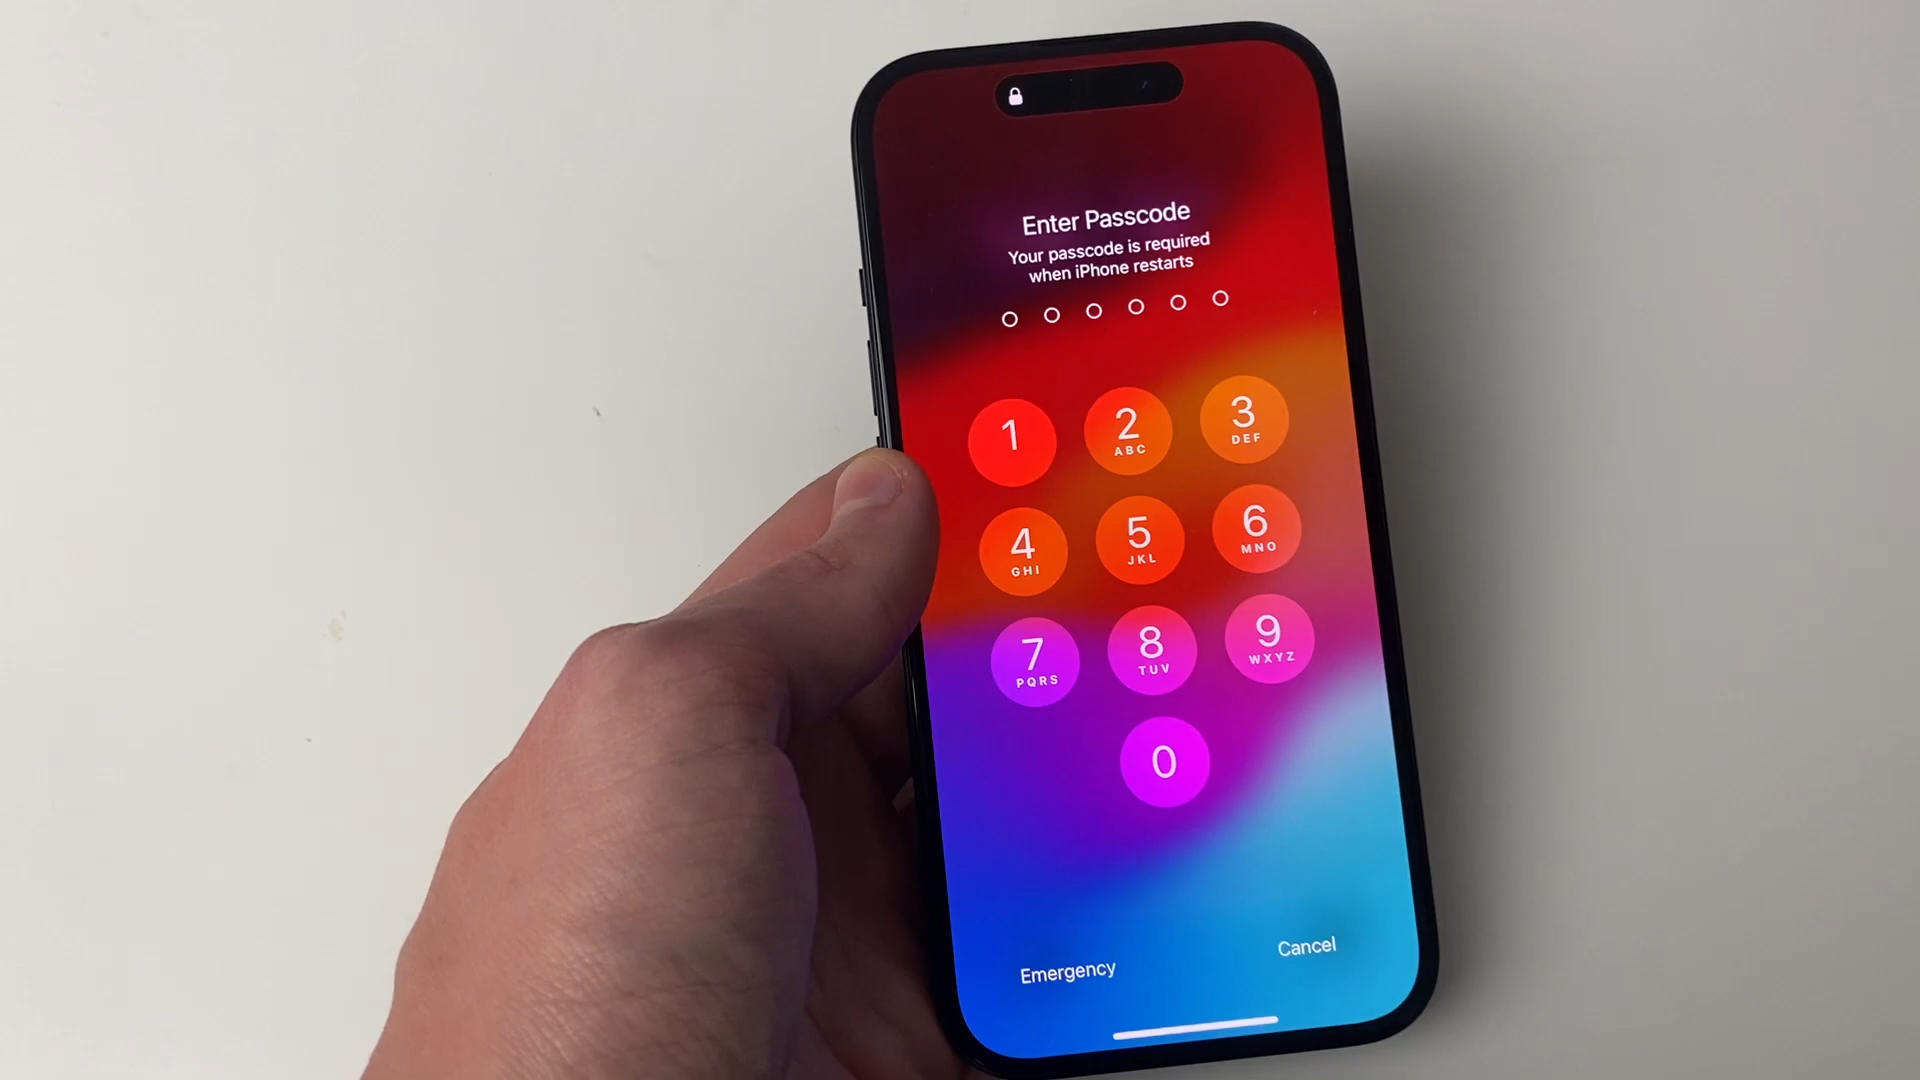 Enter Passcode
Your passcode is required
when iPhone restarts
1
2
ABC
3
DEF
4
GHI
5
JKL
6
MNO
7
PQRS
8
TUV
9
WXYZ
0
Emergency
Cancel